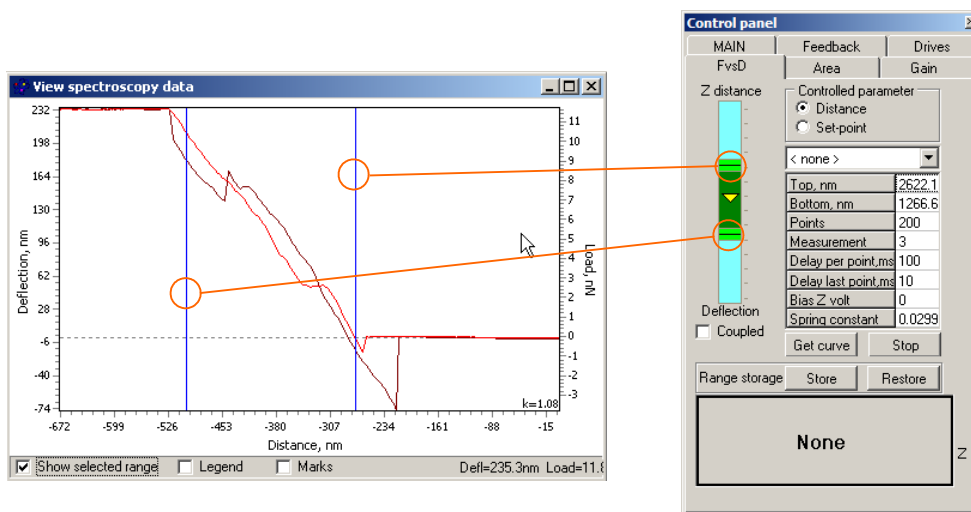 View spectroscopy data
232
198
164
130
96
62
28
-6
-40
-74
Deflection, nm
11
10
9
8
7
6
5
4
3
2
1
0
-1
-2
-3
Load, nN
k=1.08
-672 -599 -526 -453 -380 -307 -234 -161 -88 -15
Distance, nm
Show selected range Legend Marks Defl=235.3nm Load=11.8
Control panel
MAIN Feedback Drives
FvsD Area Gain
Z distance
Controlled parameter
Distance
Set-point
< none >
Top, nm 2622.1
Bottom, nm 1266.6
Points 200
Measurement 3
Delay per point,ms 100
Delay last point,ms 10
Bias Z volt 0
Spring constant 0.0299
Deflection
Coupled
Get curve Stop
Range storage Store Restore
None
Z